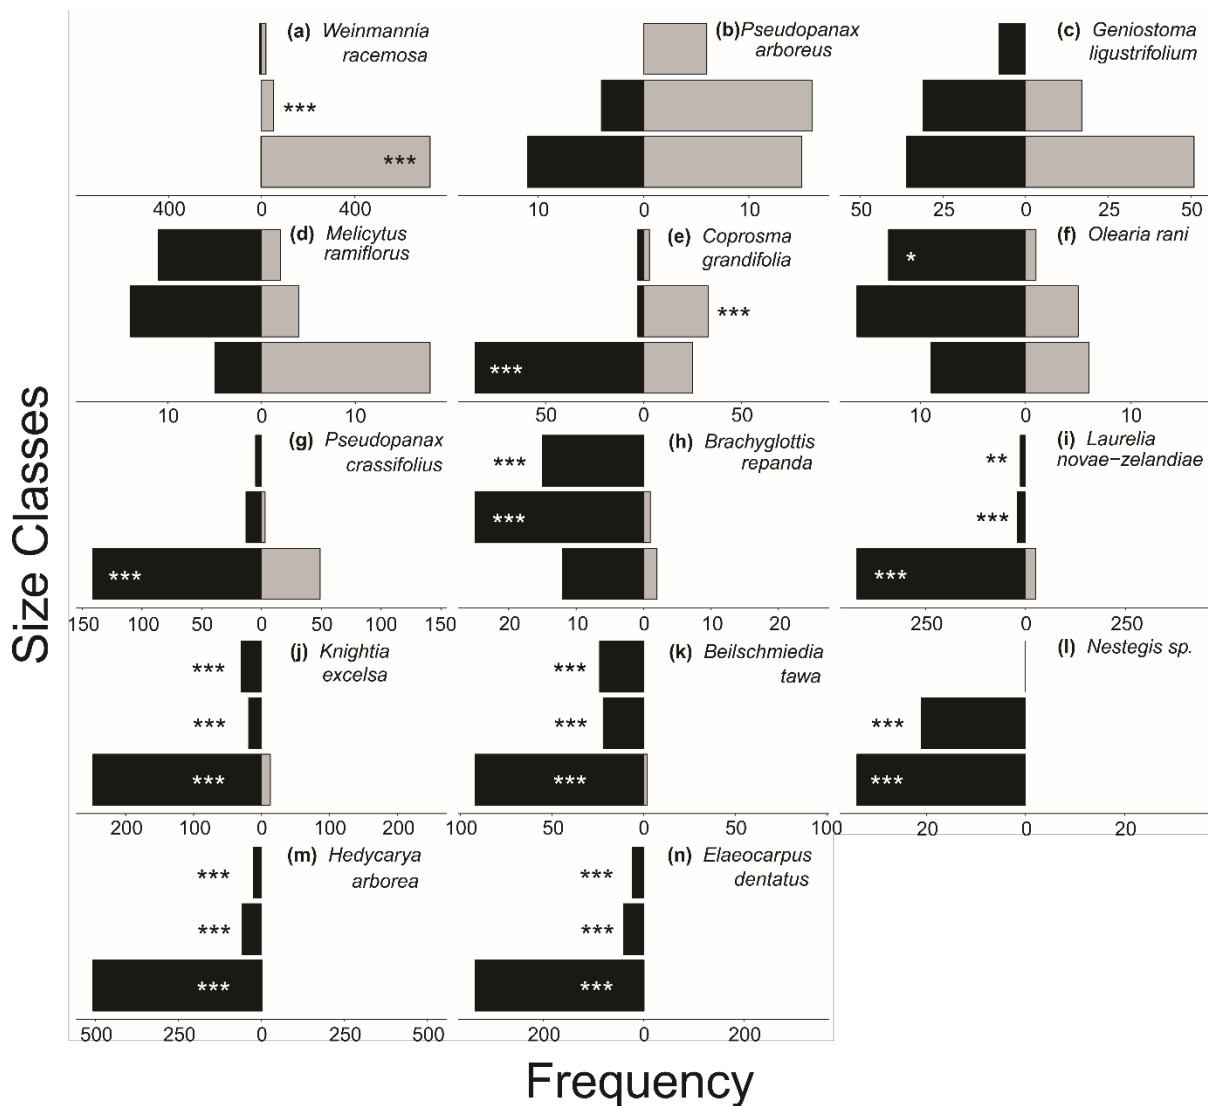 (a) Weinmannía
racemosa
***
***
400 0 400
(b) Pseudopanax
arboreus
10 0 10
(c) Geniostoma
ligustrifolium
50 25 0 25 50
(d) Melicytus
ramiflorus
10 0 10
(e) Coprosma
grandifolia
***
***
50 0 50
(f) Olearia rani
*
10 0 10
(g) Pseudopanax
crassifolius
***
150 100 50 0 50 100 150
(h) Brachyglottis
repanda
***
***
20 10 0 10 20
(i) Laurelia
novae−zelandiae
**
***
***
250 0 250
(j) Knightia
excelsa
***
***
***
200 100 0 100 200
(k) Beilschmiedia
tawa
***
***
***
100 50 0 50 100
(l) Nestegis sp.
***
***
20 0 20
(m) Hedycarya
arborea
***
***
***
500 250 0 250 500
(n) Elaeocarpus
dentatus
***
***
***
200 0 200
Size Classes
Frequency